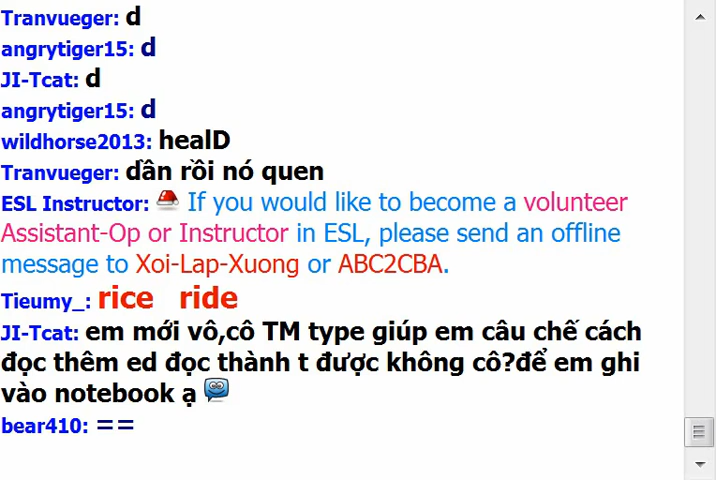 Tranvueger: d
angrytiger15: d
JI-Tcat: d
angrytiger15: d
wildhorse2013: healD
Tranvueger: dần rồi nó quen
ESL Instructor: If you would like to become a volunteer
Assistant-Op or Instructor in ESL, please send an offline
message to Xoi-Lap-Xuong or ABC2CBA.
Tieumy_: rice ride
JI-Tcat: em mới vô,cô TM type giúp em câu chế cách
đọc thêm ed đọc thành t được không cô?để em ghi
vào notebook ạ
bear410: ==